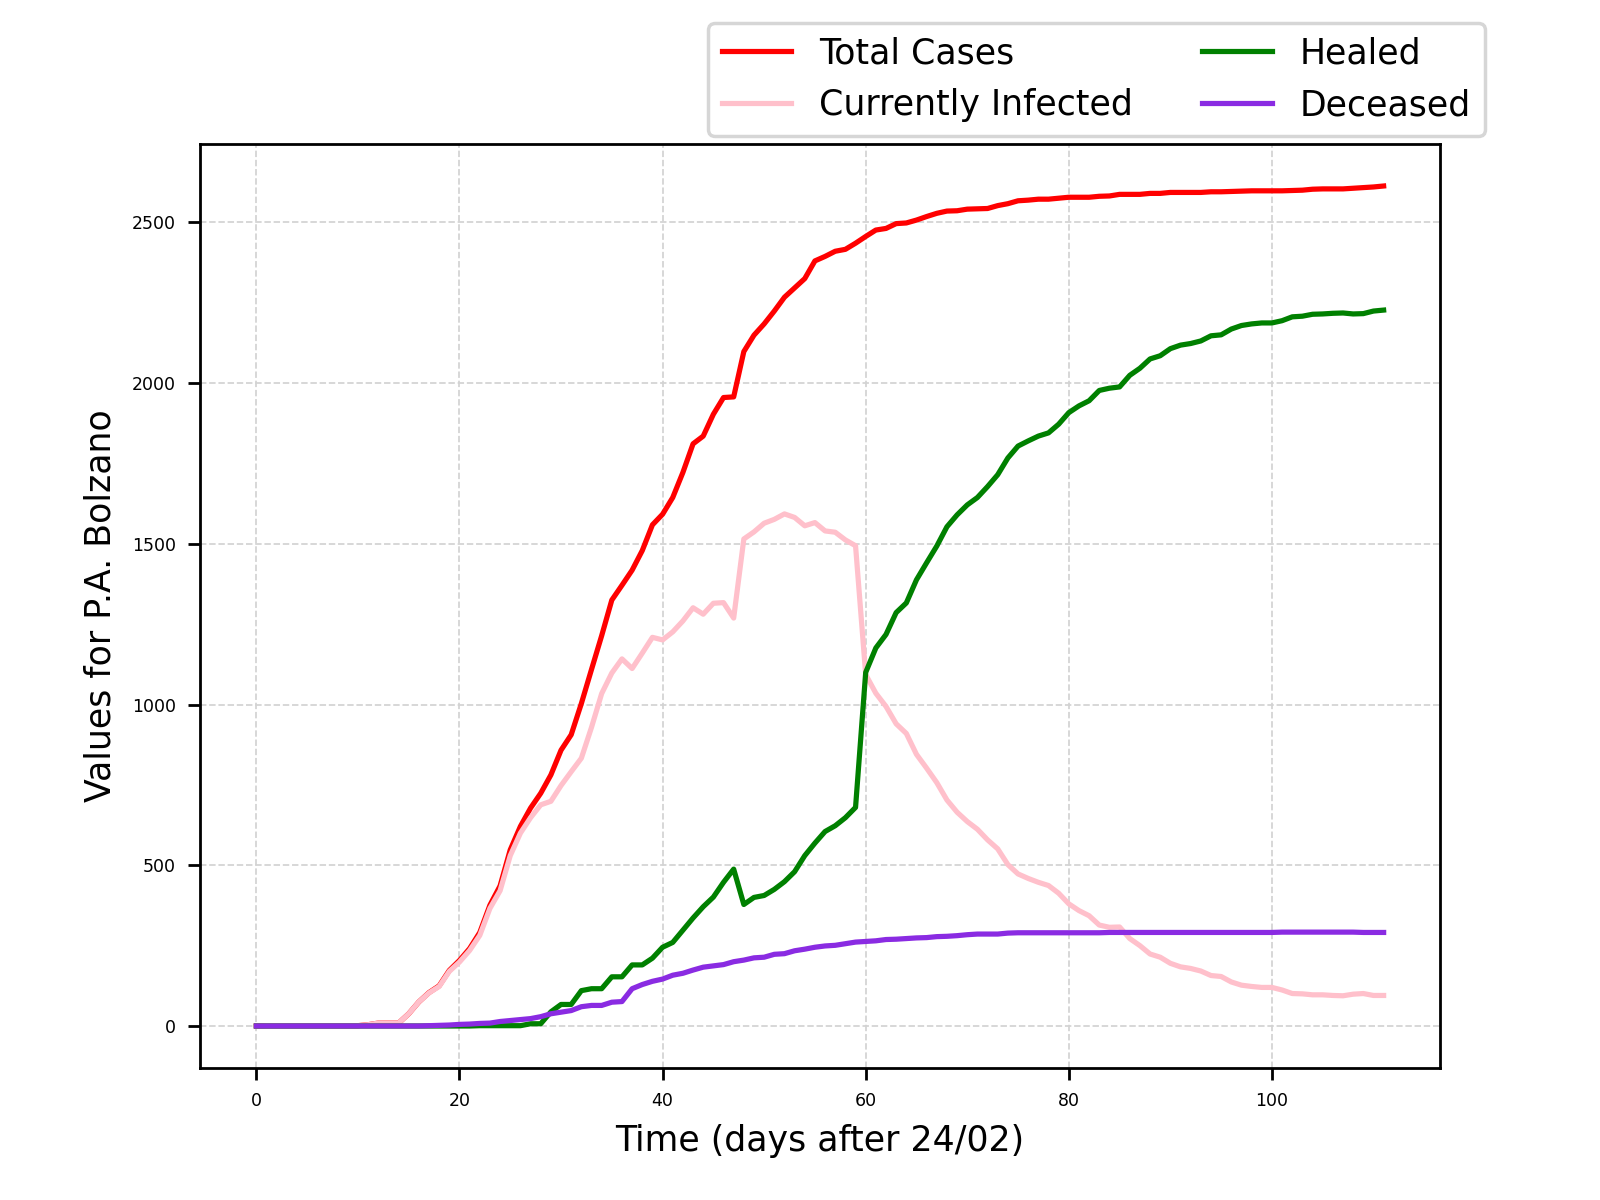 Total Cases
Currently Infected
Healed
Deceased
Values for P.A. Bolzano
2500
2000
1500
1000
500
0
0 20 40 60 80 100
Time (days after 24/02)